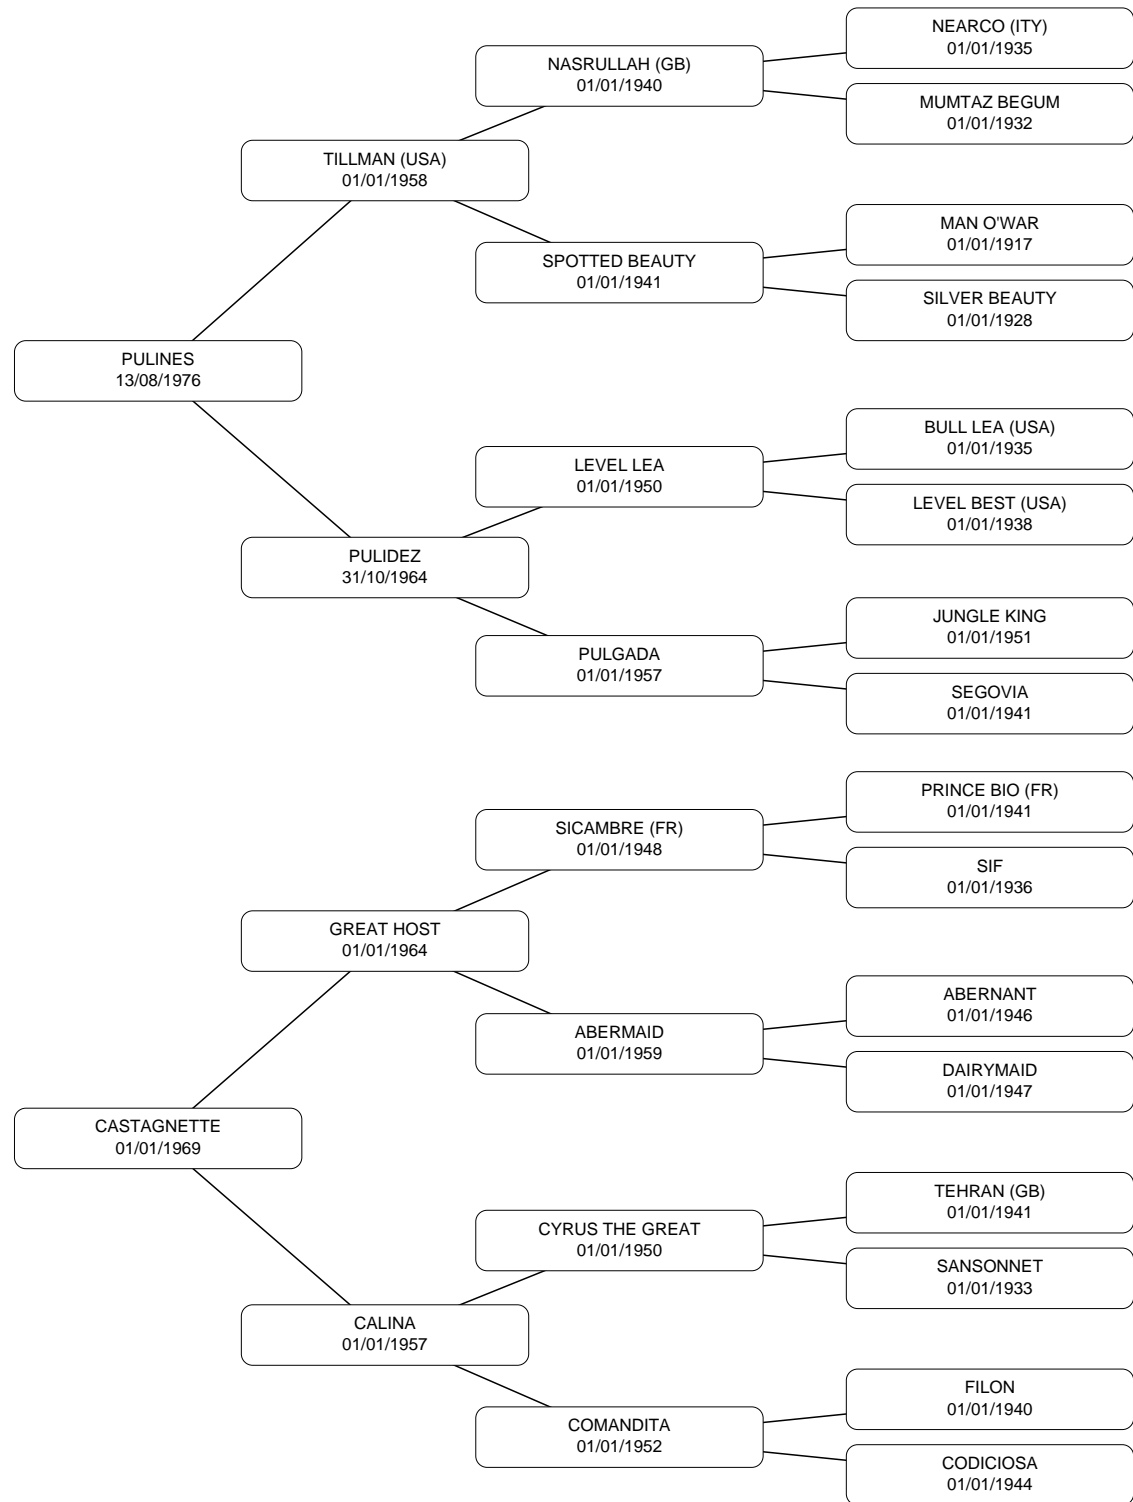 NEARCO (ITY)
01/01/1935
NASRULLAH (GB)
01/01/1940
MUMTAZ BEGUM
01/01/1932
TILLMAN (USA)
01/01/1958
MAN O'WAR
01/01/1917
SPOTTED BEAUTY
01/01/1941
SILVER BEAUTY
01/01/1928
PULINES
13/08/1976
BULL LEA (USA)
01/01/1935
LEVEL LEA
01/01/1950
LEVEL BEST (USA)
01/01/1938
PULIDEZ
31/10/1964
JUNGLE KING
01/01/1951
PULGADA
01/01/1957
SEGOVIA
01/01/1941
PRINCE BIO (FR)
01/01/1941
SICAMBRE (FR)
01/01/1948
SIF
01/01/1936
GREAT HOST
01/01/1964
ABERNANT
01/01/1946
ABERMAID
01/01/1959
DAIRYMAID
01/01/1947
CASTAGNETTE
01/01/1969
TEHRAN (GB)
01/01/1941
CYRUS THE GREAT
01/01/1950
SANSONNET
01/01/1933
CALINA
01/01/1957
FILON
01/01/1940
COMANDITA
01/01/1952
CODICIOSA
01/01/1944